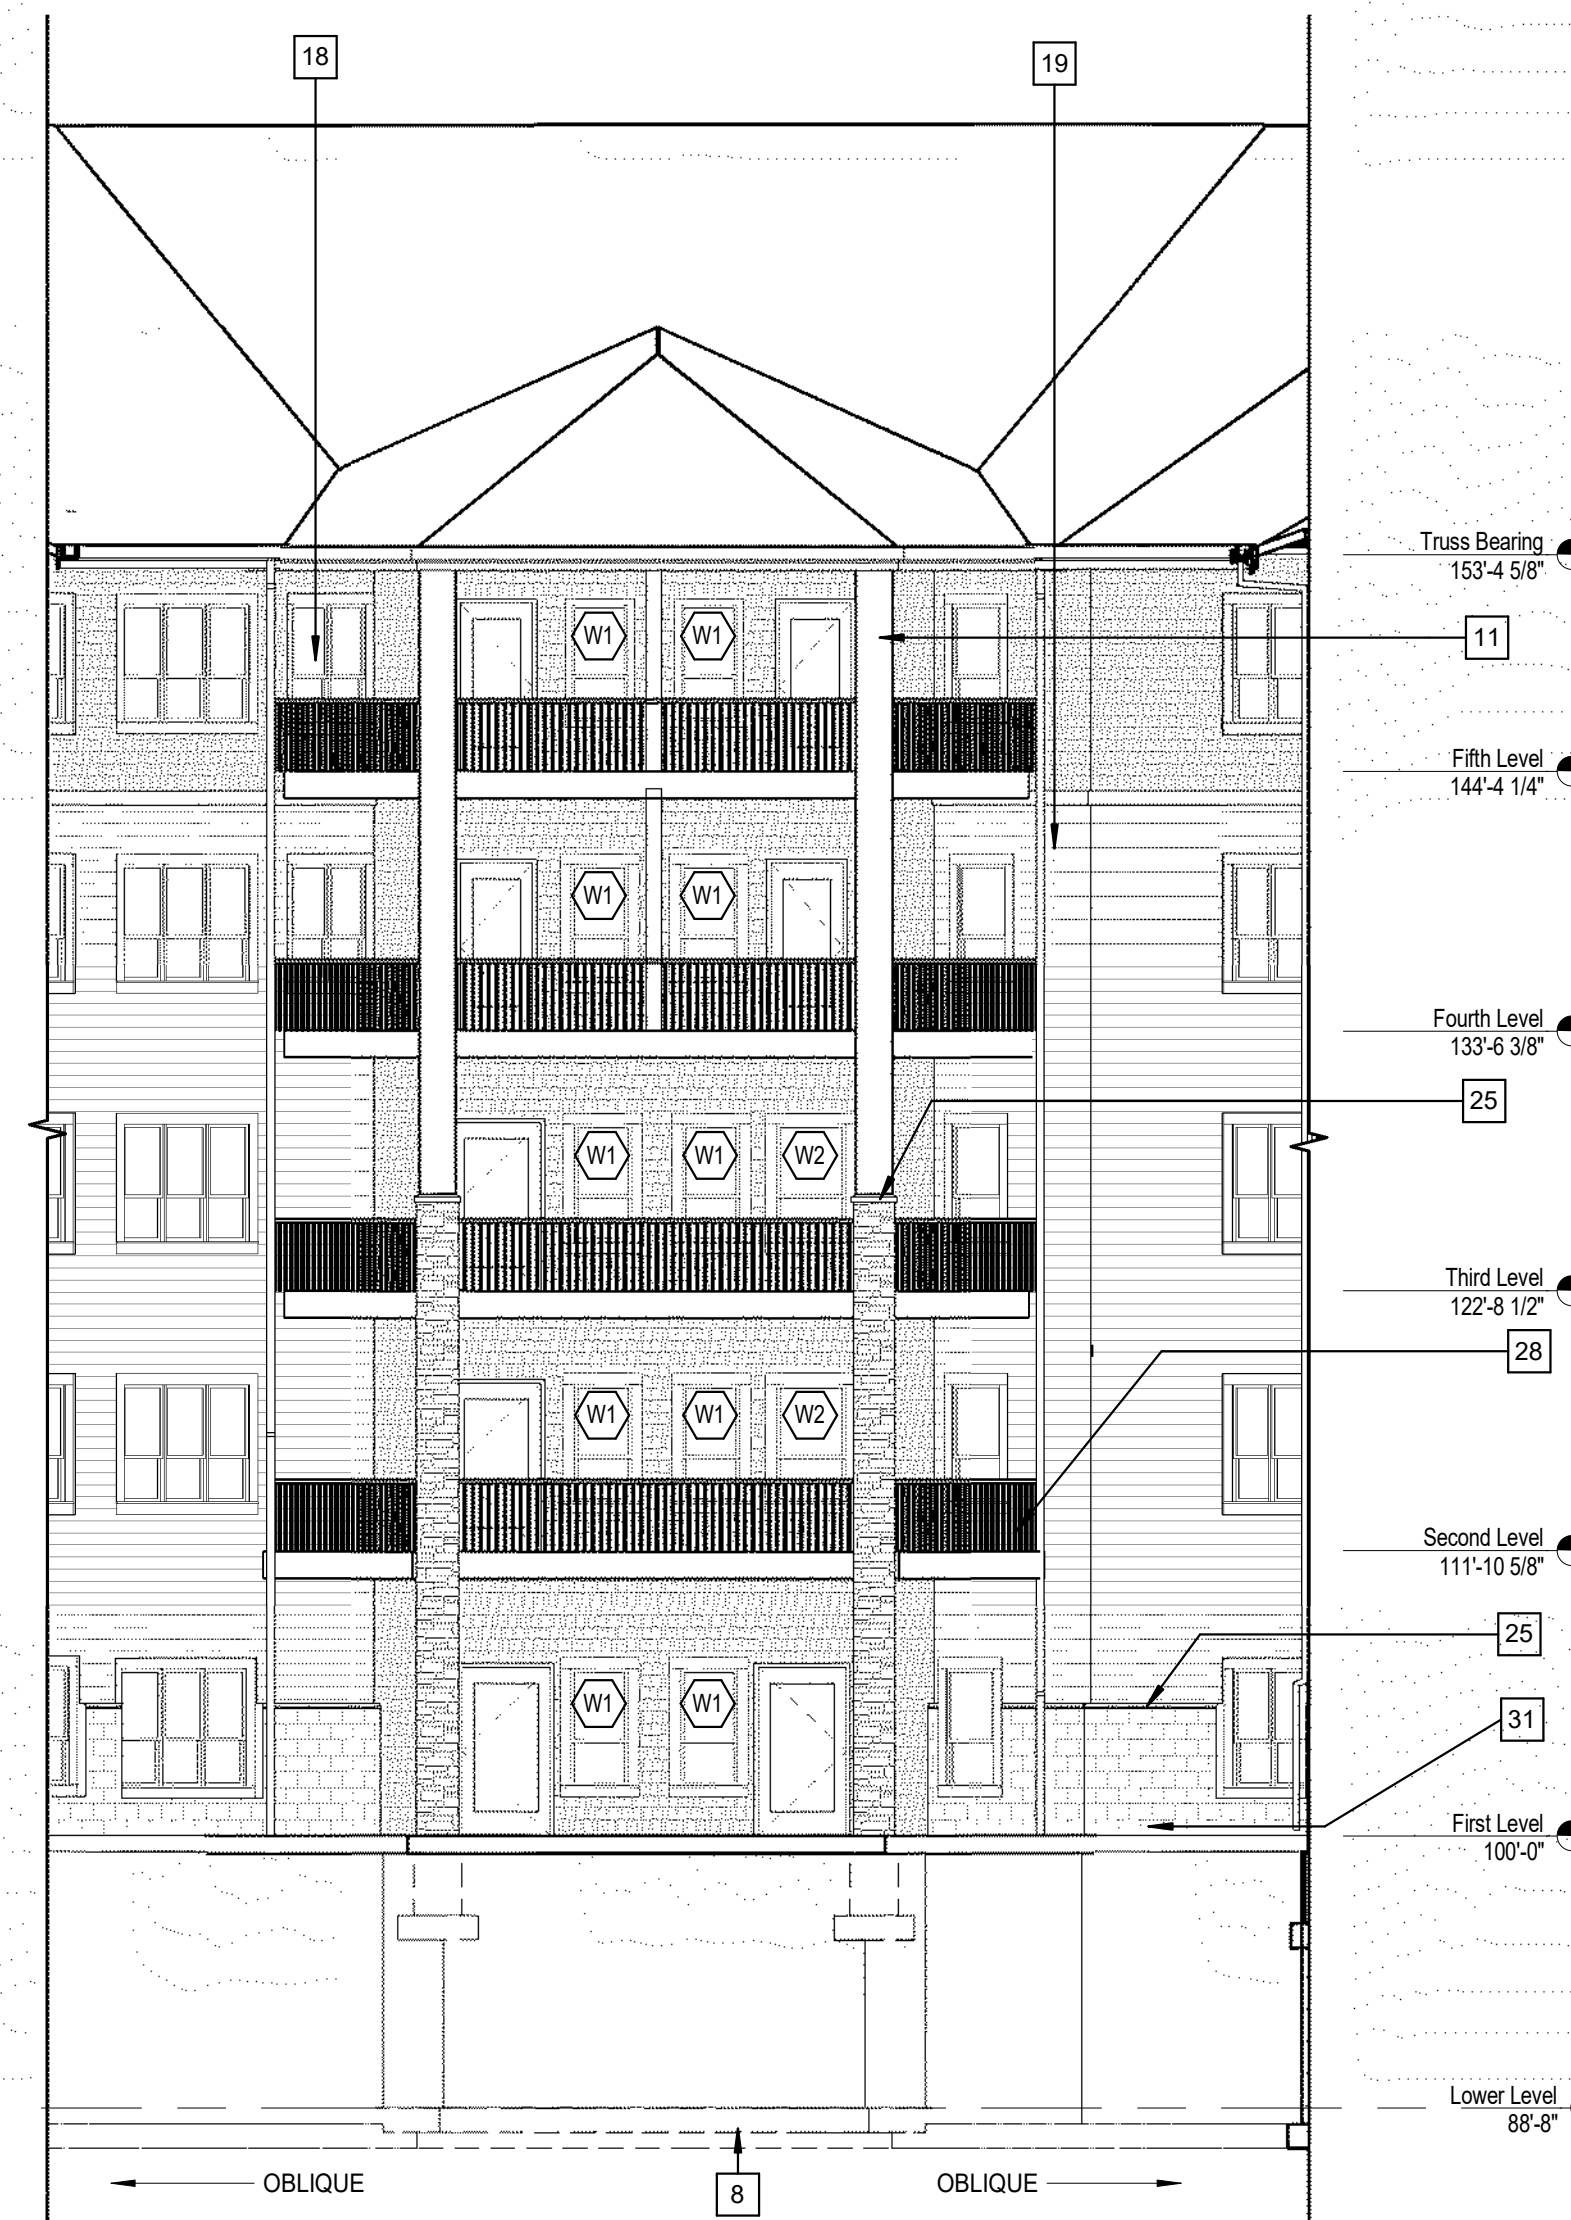 18
19
Truss Bearing
153'-4 5/8"
W1
W1
11
Fifth Level
144'-4 1/4"
W1
W1
Fourth Level
133'-6 3/8"
25
W1
W1
W2
Third Level
122'-8 1/2"
28
W1
W1
W2
Second Level
111'-10 5/8"
25
W1
W1
31
First Level
100'-0"
Lower Level
88'-8"
OBLIQUE
8
OBLIQUE